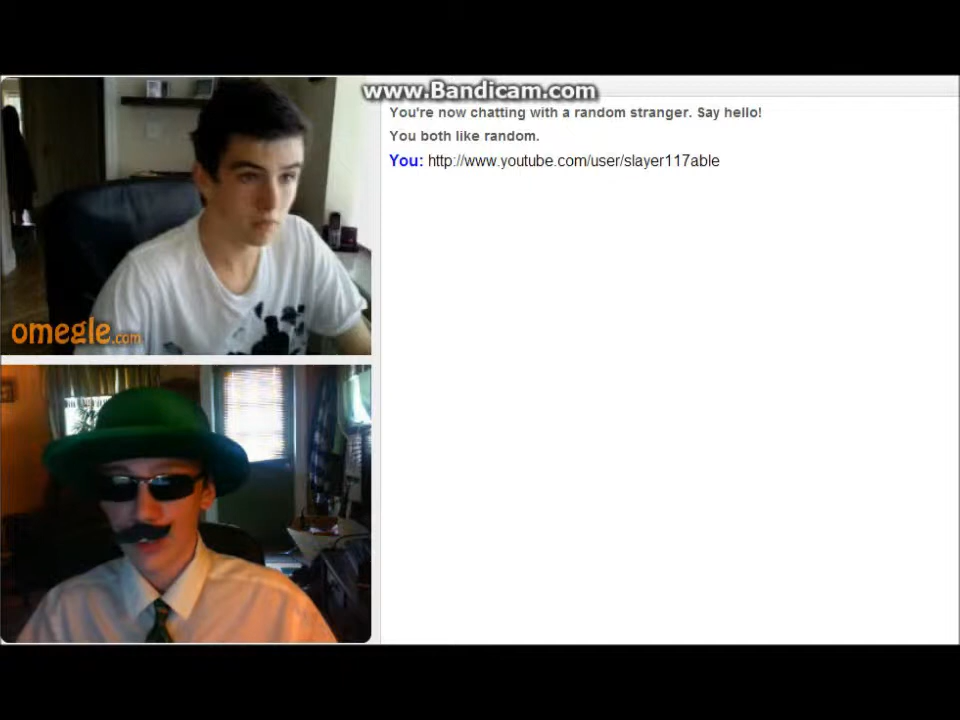 www.Bandicam.com
You're now chatting with a random stranger. Say hello!
You both like random.
You: http://www.youtube.com/user/slayer117able
omegle.com